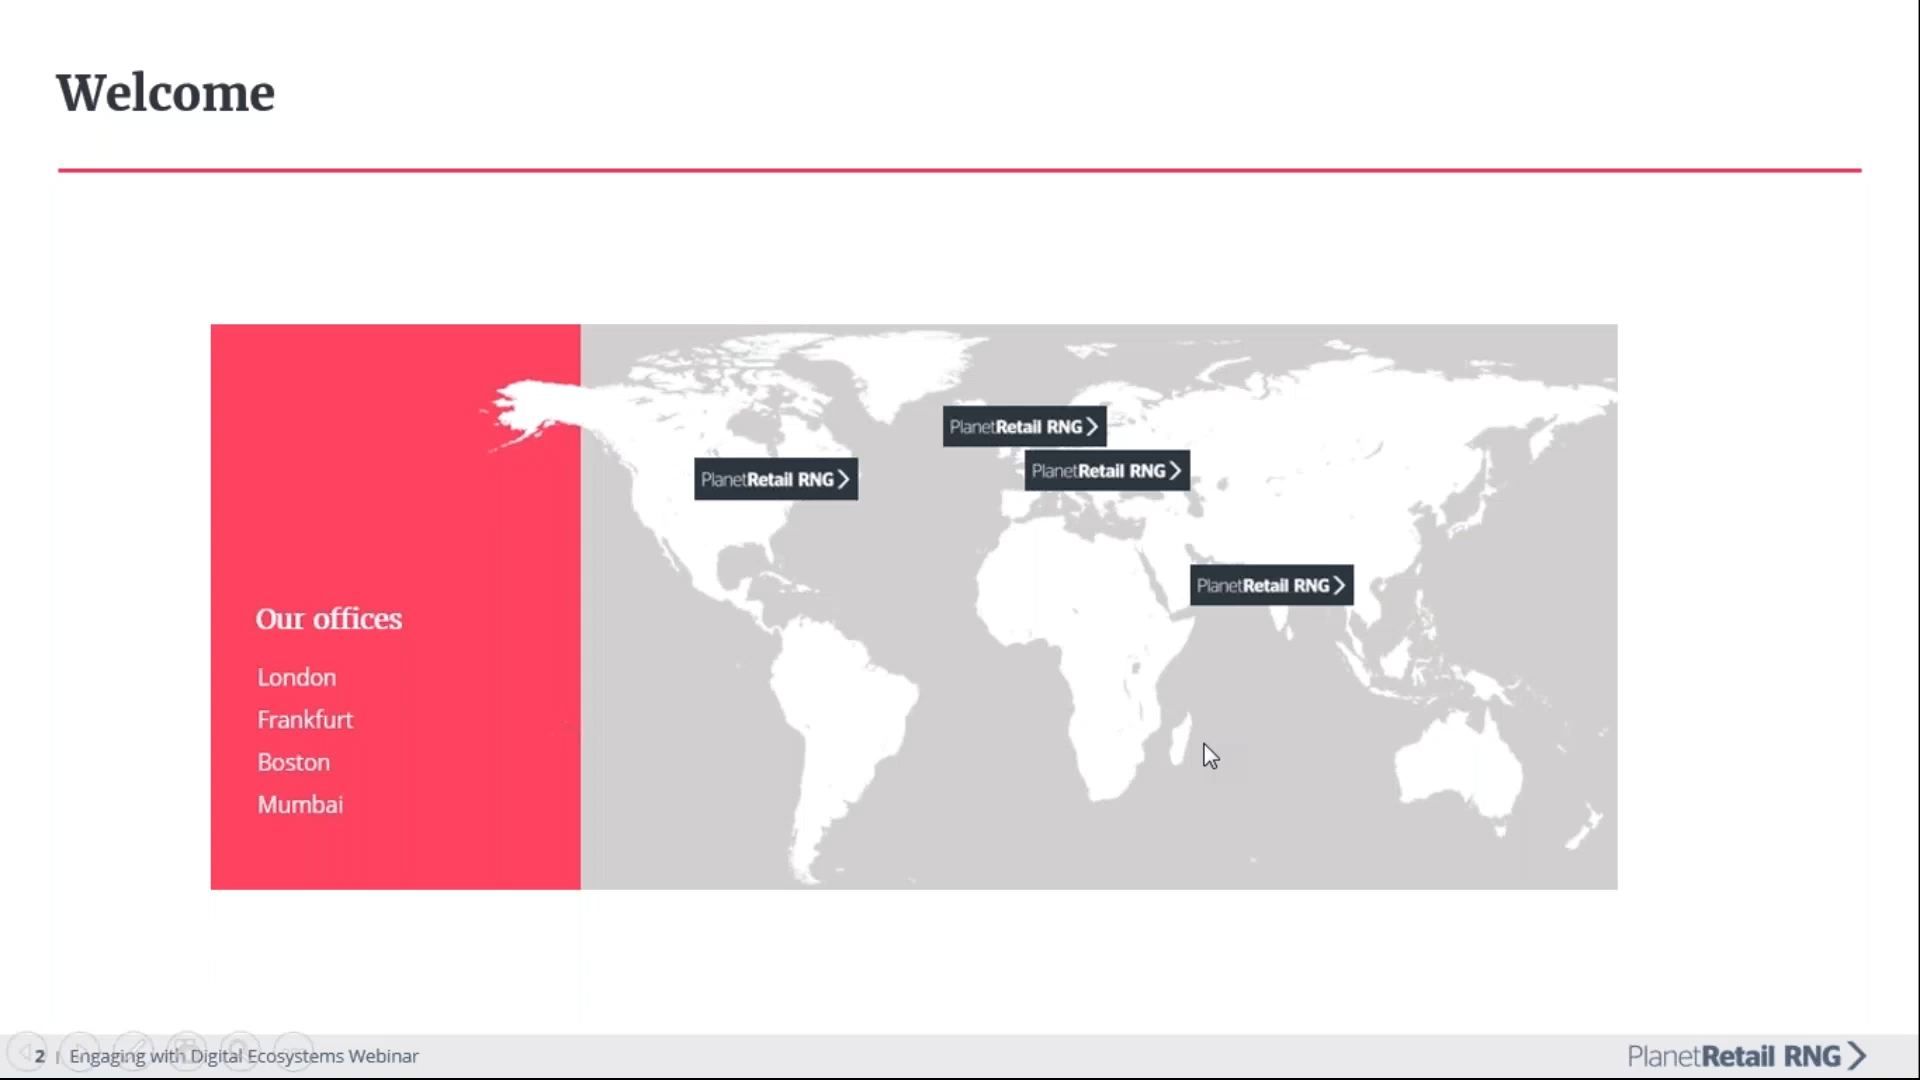 Welcome
PlanetRetail RNG
PlanetRetail RNG
PlanetRetail RNG
PlanetRetail RNG
Our offices
London
Frankfurt
Boston
Mumbai
2 | Engaging with Digital Ecosystems Webinar
PlanetRetail RNG